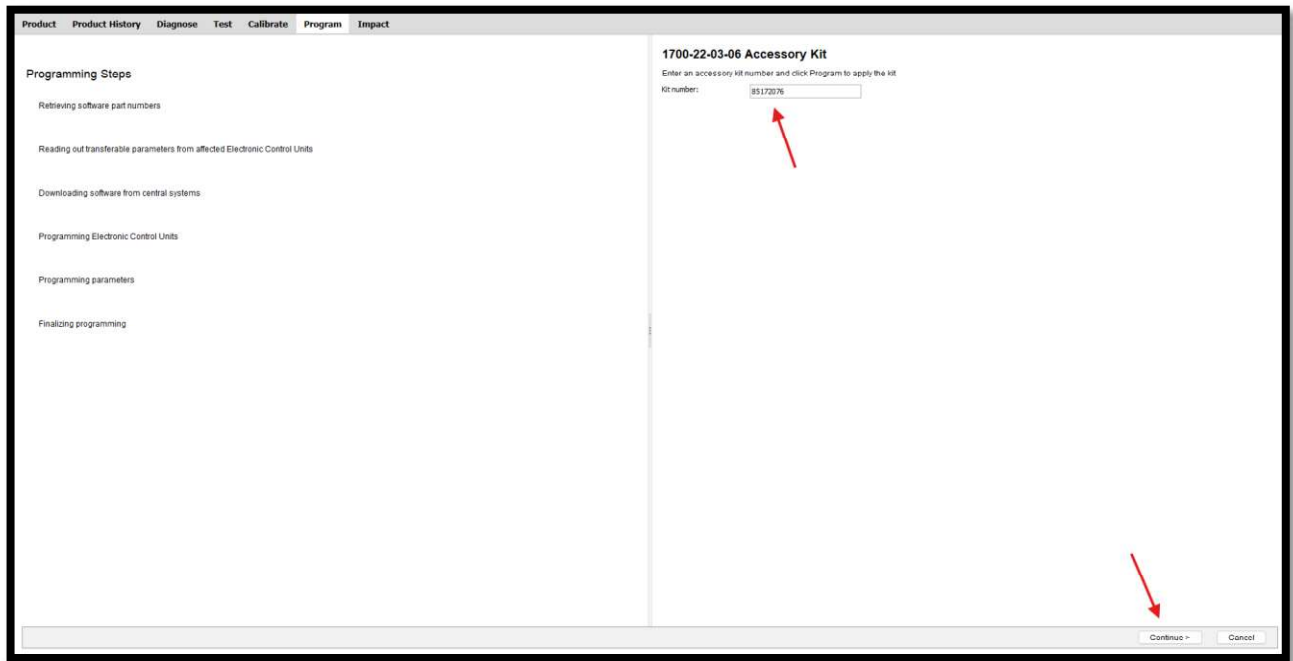 Product Product History Diagnose Test Calibrate Program Impact
Programming Steps
Retrieving software part numbers
Reading out transferable parameters from affected Electronic Control Units
Downloading software from central systems
Programming Electronic Control Units
Programming parameters
Finalizing programming
1700-22-03-06 Accessory Kit
Enter an accessory kit number and click Program to apply the kit
Kit number: 85172076
Continue > Cancel